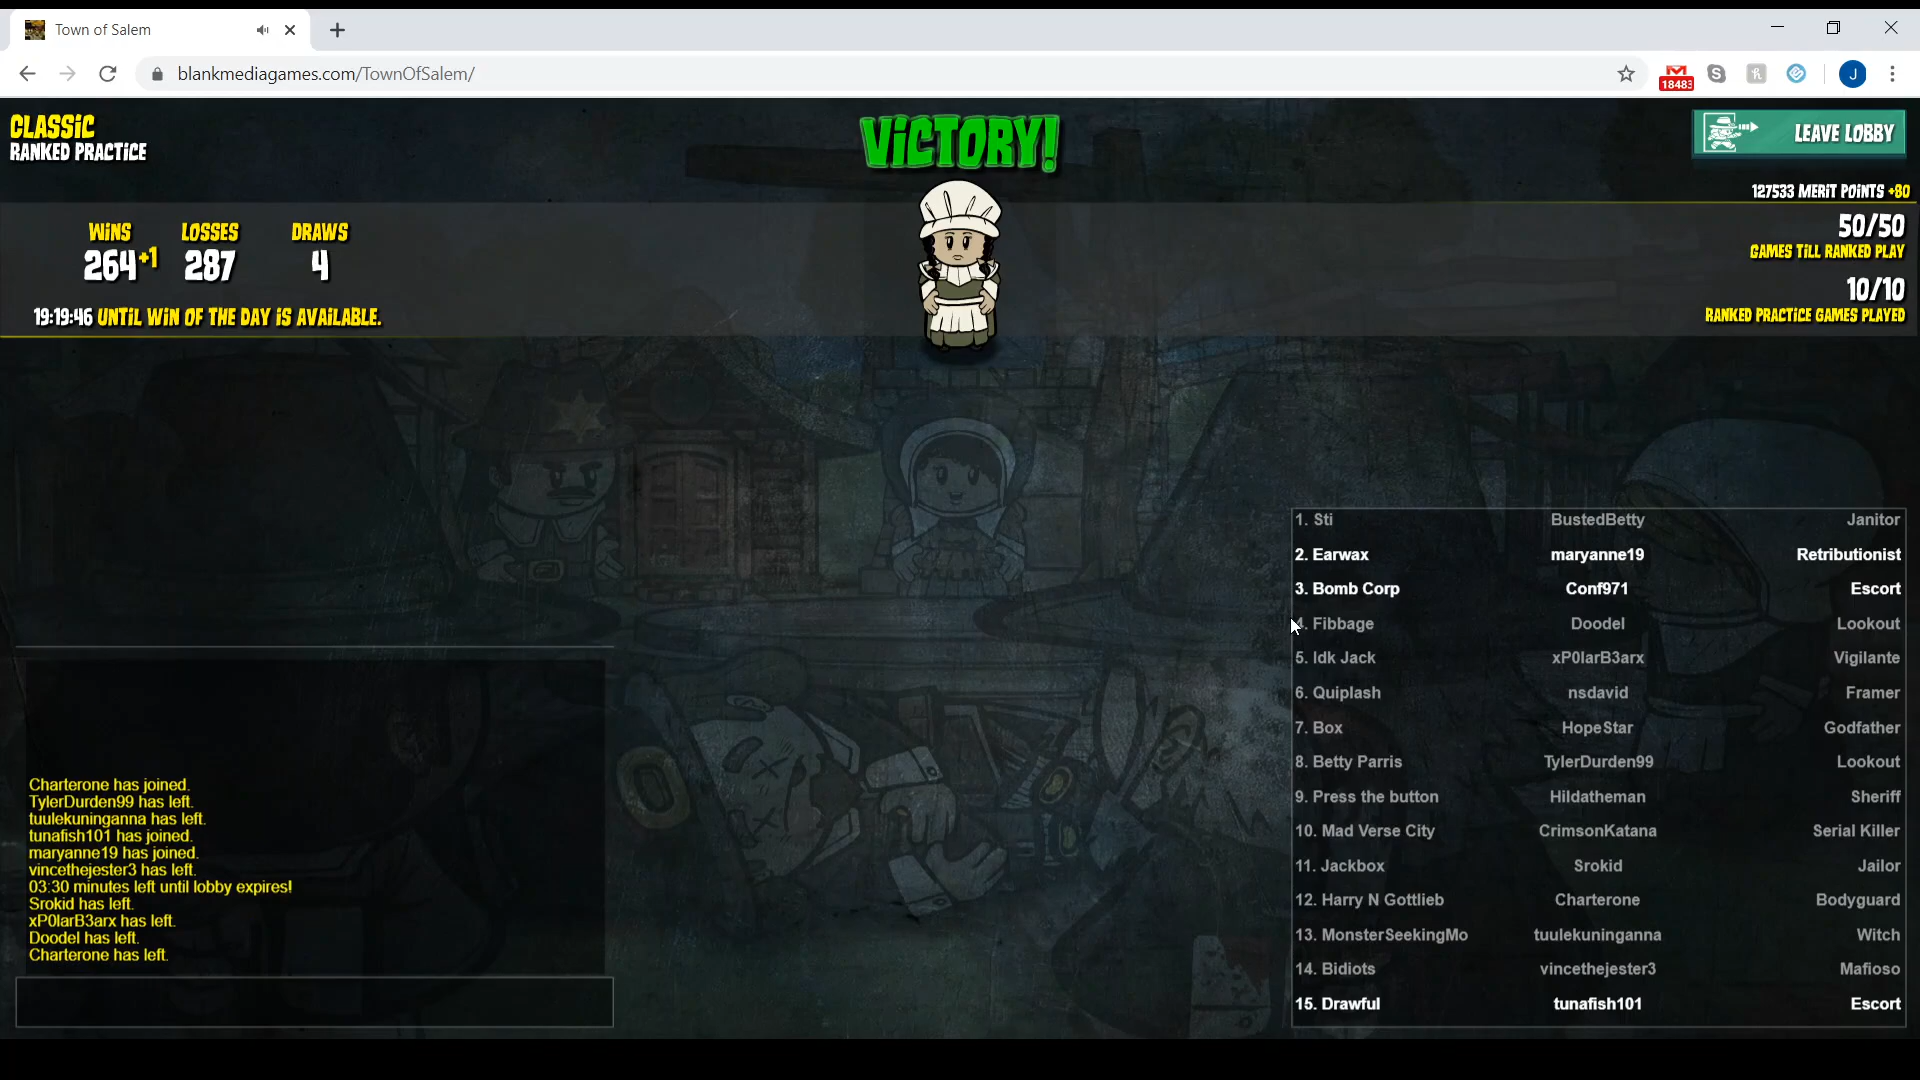 Town of Salem
blankmediagames.com/TownOfSalem/
18483
J
CLASSIC
RANKED PRACTICE
VICTORY!
LEAVE LOBBY
127533 MERIT POINTS +80
WINS LOSSES DRAWS
264+1 287 4
50/50
GAMES TILL RANKED PLAY
10/10
RANKED PRACTICE GAMES PLAYED
19:19:46 UNTIL WIN OF THE DAY IS AVAILABLE.
1. Sti BustedBetty Janitor
2. Earwax maryanne19 Retributionist
3. Bomb Corp Conf971 Escort
4. Fibbage Doodel Lookout
5. Idk Jack xP0larB3arx Vigilante
6. Quiplash nsdavid Framer
7. Box HopeStar Godfather
8. Betty Parris TylerDurden99 Lookout
9. Press the button Hildatheman Sheriff
10. Mad Verse City CrimsonKatana Serial Killer
11. Jackbox Srokid Jailor
12. Harry N Gottlieb Charterone Bodyguard
13. MonsterSeekingMo tuulekuninganna Witch
14. Bidiots vincethejester3 Mafioso
15. Drawful tunafish101 Escort
Charterone has joined.
TylerDurden99 has left.
tuulekuninganna has left.
tunafish101 has joined.
maryanne19 has joined.
vincethejester3 has left.
03:30 minutes left until lobby expires!
Srokid has left.
xP0larB3arx has left.
Doodel has left.
Charterone has left.